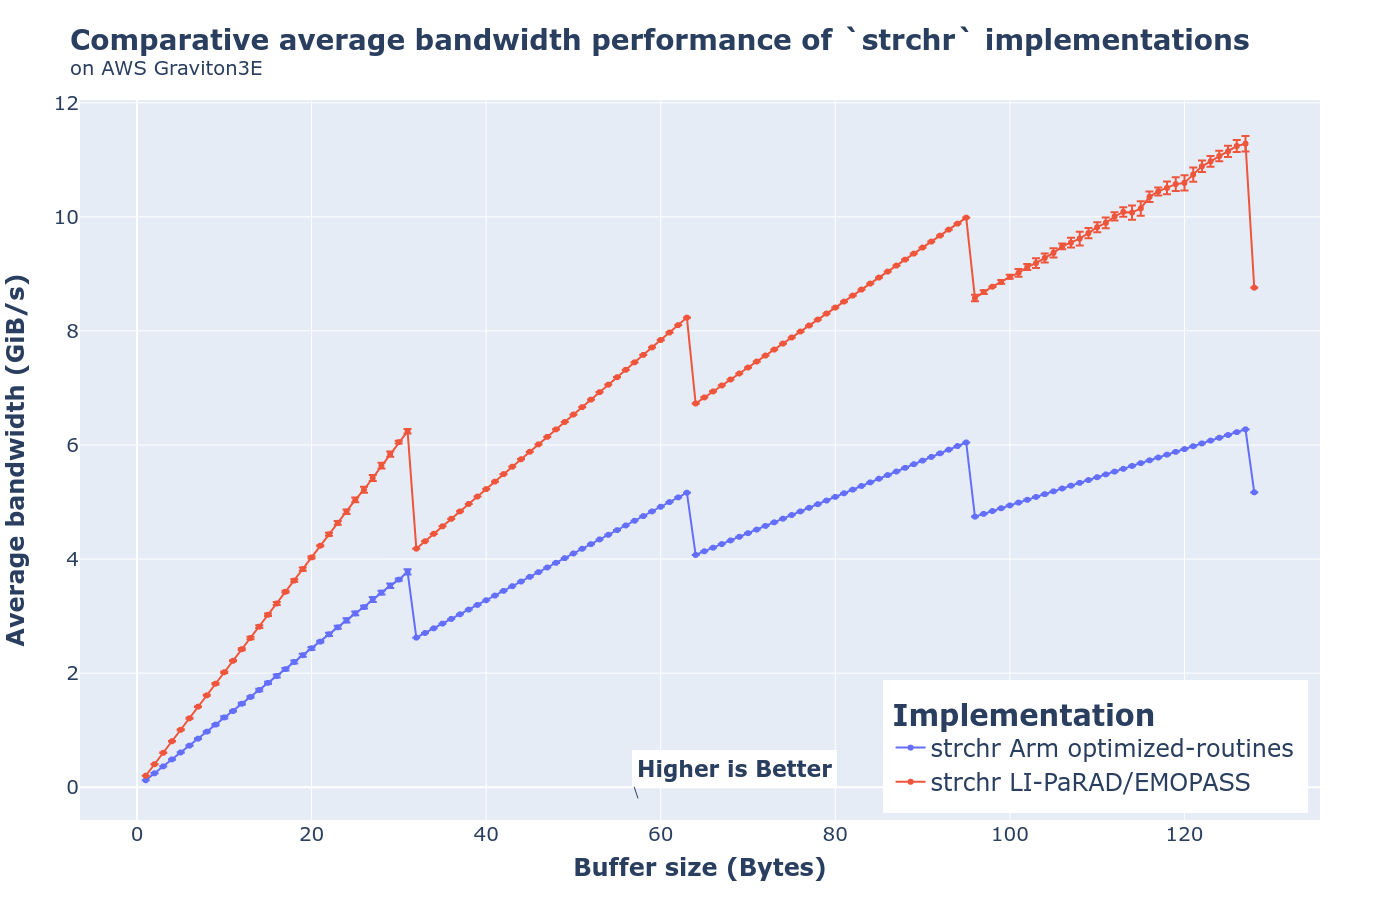 Comparative average bandwidth performance of `strchr` implementations
on AWS Graviton3E
12
10
8
6
4
2
0
Average bandwidth (GiB/s)
Implementation
strchr Arm optimized-routines
strchr LI-PaRAD/EMOPASS
Higher is Better
0 20 40 60 80 100 120
Buffer size (Bytes)